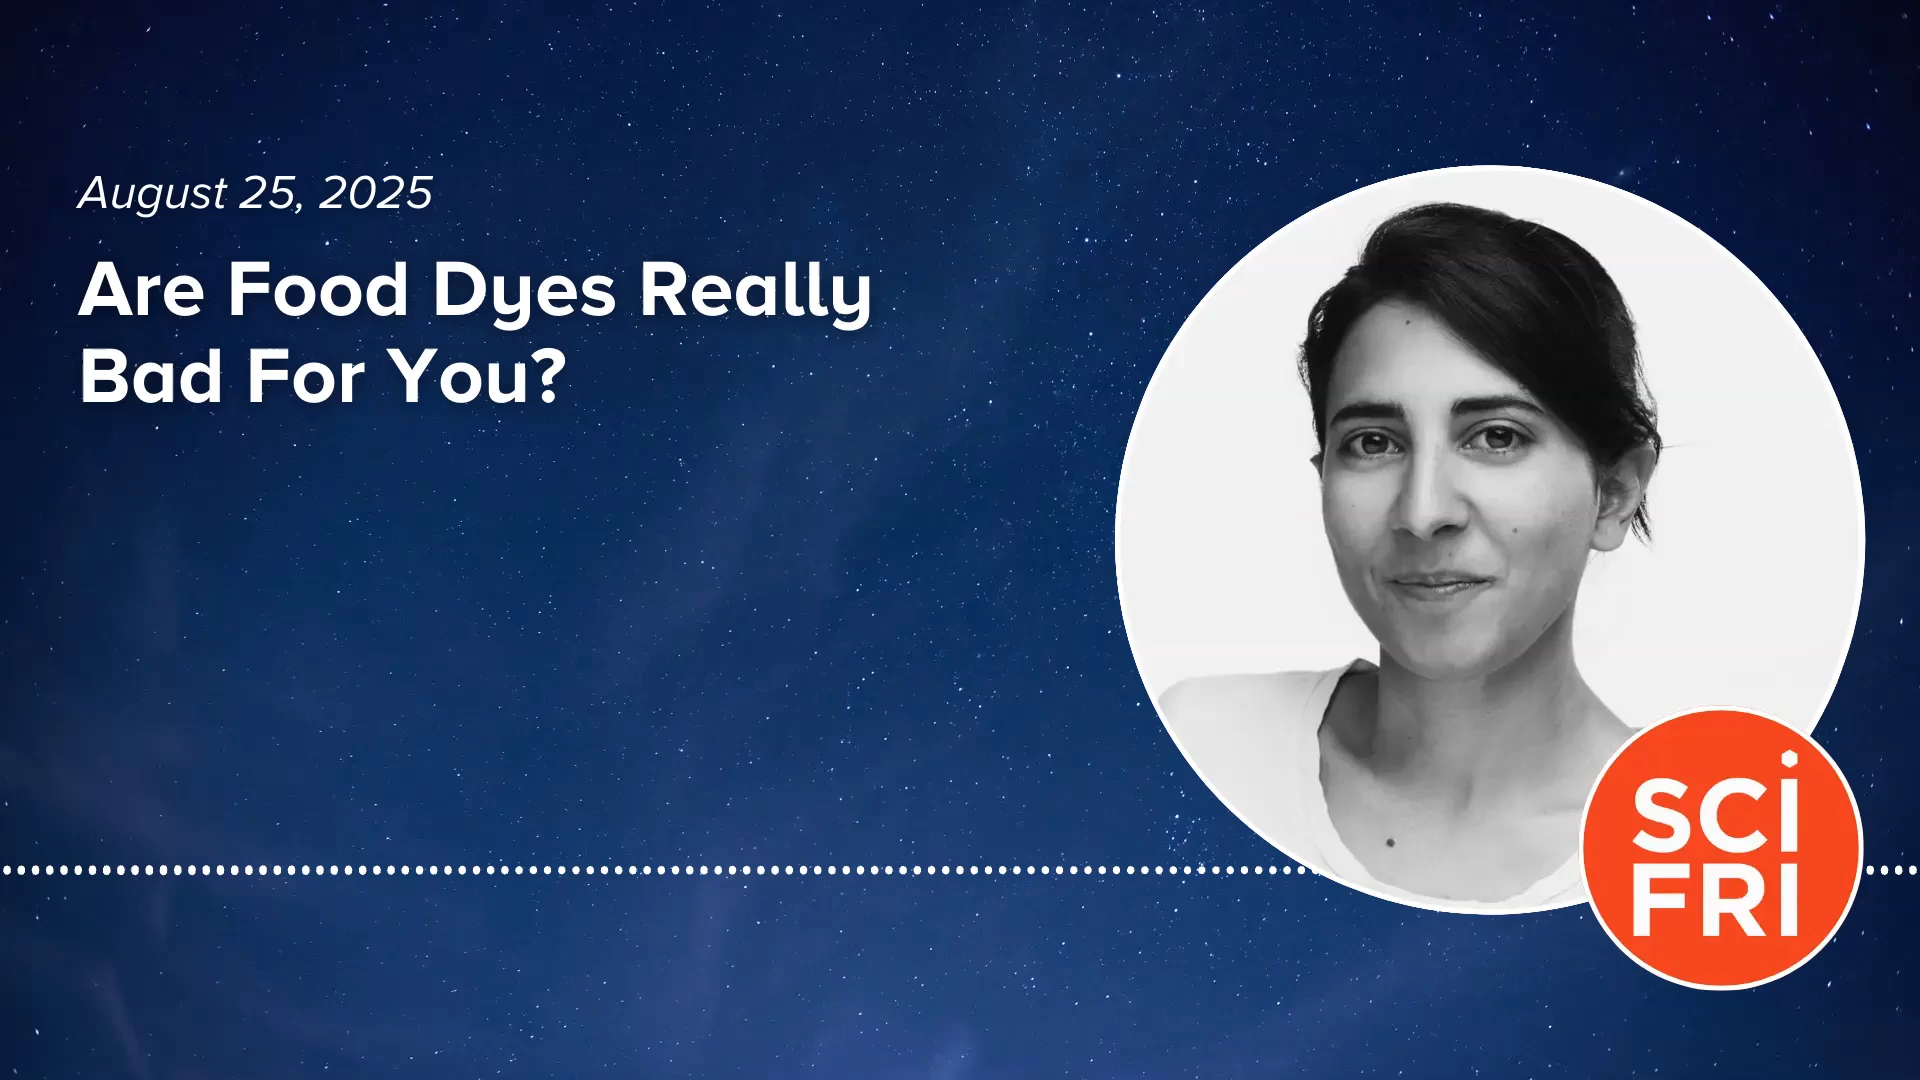 August 25, 2025
Are Food Dyes Really
Bad For You?
SCI
FRI